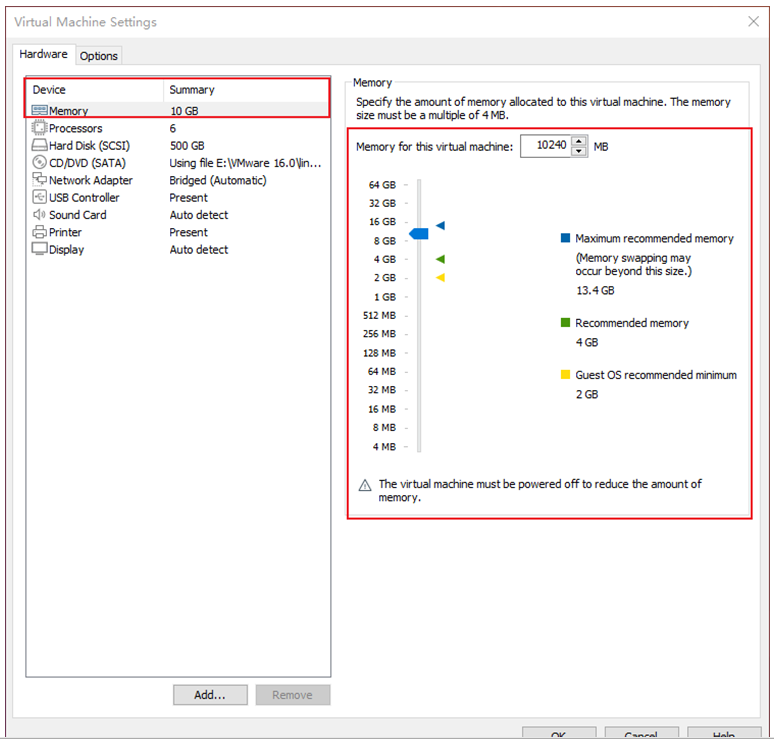 Virtual Machine Settings
Hardware
Options
Device Summary
Memory 10 GB
Processors 6
Hard Disk (SCSI) 500 GB
CD/DVD (SATA) Using file E:\VMware 16.0\lin...
Network Adapter Bridged (Automatic)
USB Controller Present
Sound Card Auto detect
Printer Present
Display Auto detect
Add...
Remove
Memory
Specify the amount of memory allocated to this virtual machine. The memory
size must be a multiple of 4 MB.
Memory for this virtual machine: 10240 MB
64 GB
32 GB
16 GB
8 GB
4 GB
2 GB
1 GB
512 MB
256 MB
128 MB
64 MB
32 MB
16 MB
8 MB
4 MB
Maximum recommended memory
(Memory swapping may
occur beyond this size.)
13.4 GB
Recommended memory
4 GB
Guest OS recommended minimum
2 GB
The virtual machine must be powered off to reduce the amount of
memory.
OK
Cancel
Help